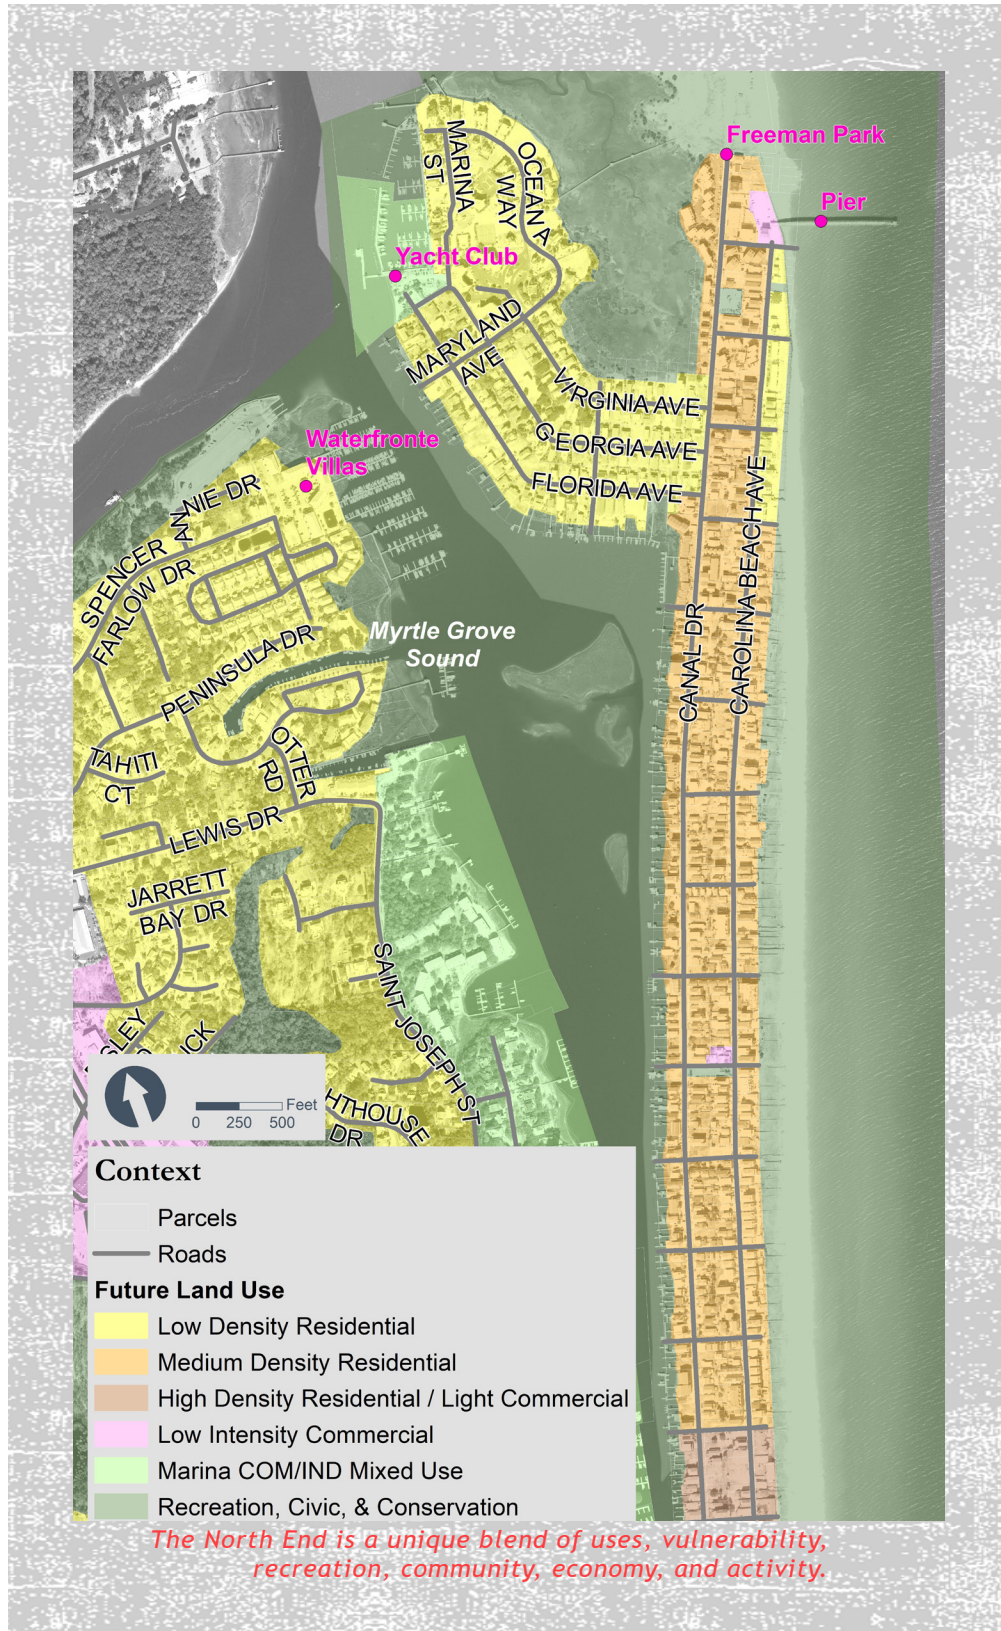 Freeman Park
Pier
MARINA
ST
OCEANA
WAY
Yacht Club
MARYLAND
AVE
VIRGINIA AVE
GEORGIA AVE
FLORIDA AVE
Waterfronte
Villas
ANNIE DR
SPENCER
FARLOW DR
PENINSULA DR
Myrtle Grove
Sound
CANAL DR
CAROLINA BEACH AVE
TAHITI
CT
OTTER
RD
LEWIS DR
JARRETT
BAY DR
SAINT JOSEPH ST
SLEY
ICK
HTHOUSE
DR
Feet
0 250 500
Context
Parcels
Roads
Future Land Use
Low Density Residential
Medium Density Residential
High Density Residential / Light Commercial
Low Intensity Commercial
Marina COM/IND Mixed Use
Recreation, Civic, & Conservation
The North End is a unique blend of uses, vulnerability,
recreation, community, economy, and activity.